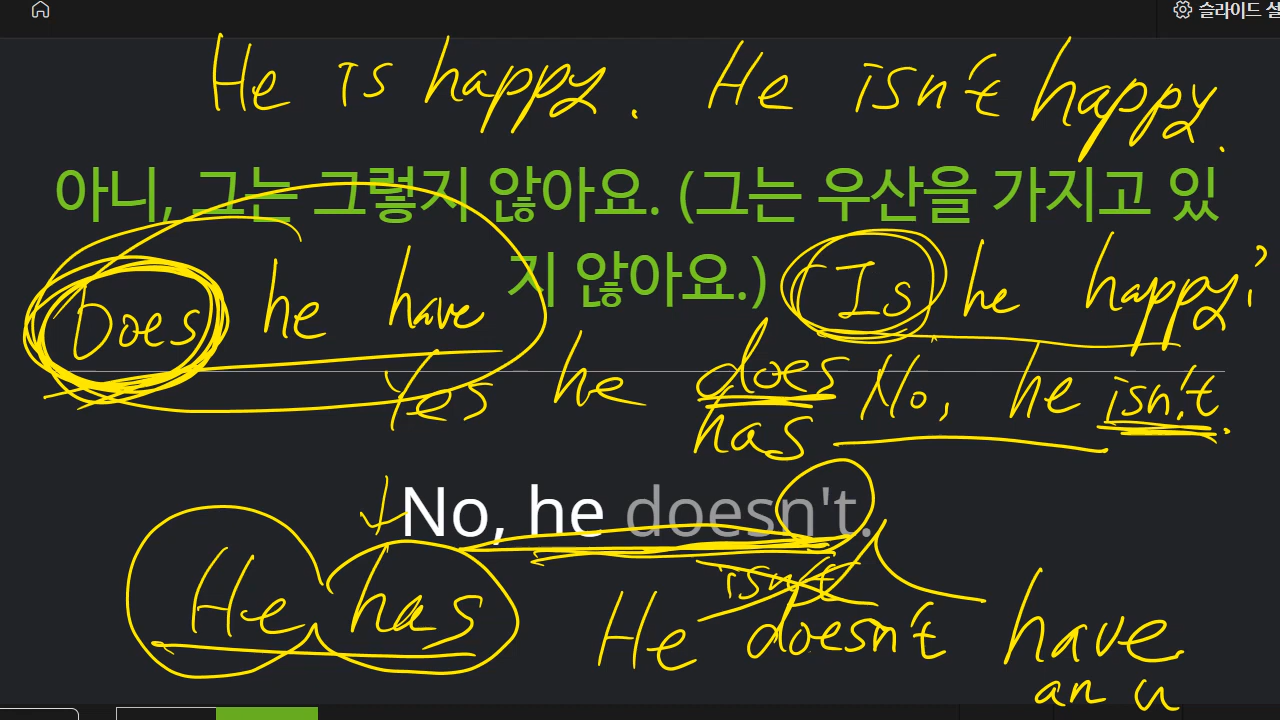 슬라이드 설
He is happy. He isn't happy.
아니, 그는 그렇지 않아요. (그는 우산을 가지고 있
지 않아요.)
Does he have
Is he happy?
Yes he does
has
No, he isn't.
No, he doesn't.
isn't
He has
He doesn't have
an u